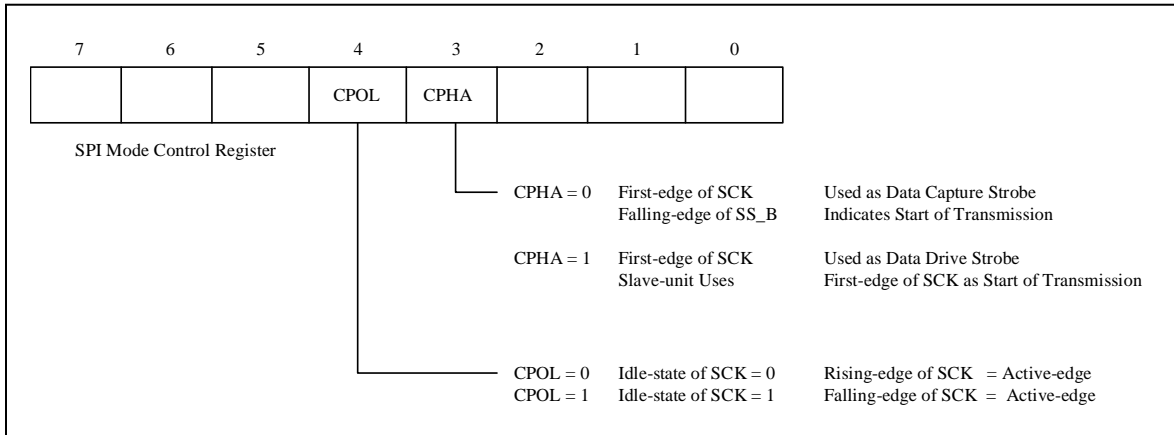 7 6 5 4 3 2 1 0
CPOL CPHA
SPI Mode Control Register
CPHA = 0 First-edge of SCK Used as Data Capture Strobe
Falling-edge of SS_B Indicates Start of Transmission
CPHA = 1 First-edge of SCK Used as Data Drive Strobe
Slave-unit Uses First-edge of SCK as Start of Transmission
CPOL = 0 Idle-state of SCK = 0 Rising-edge of SCK = Active-edge
CPOL = 1 Idle-state of SCK = 1 Falling-edge of SCK = Active-edge